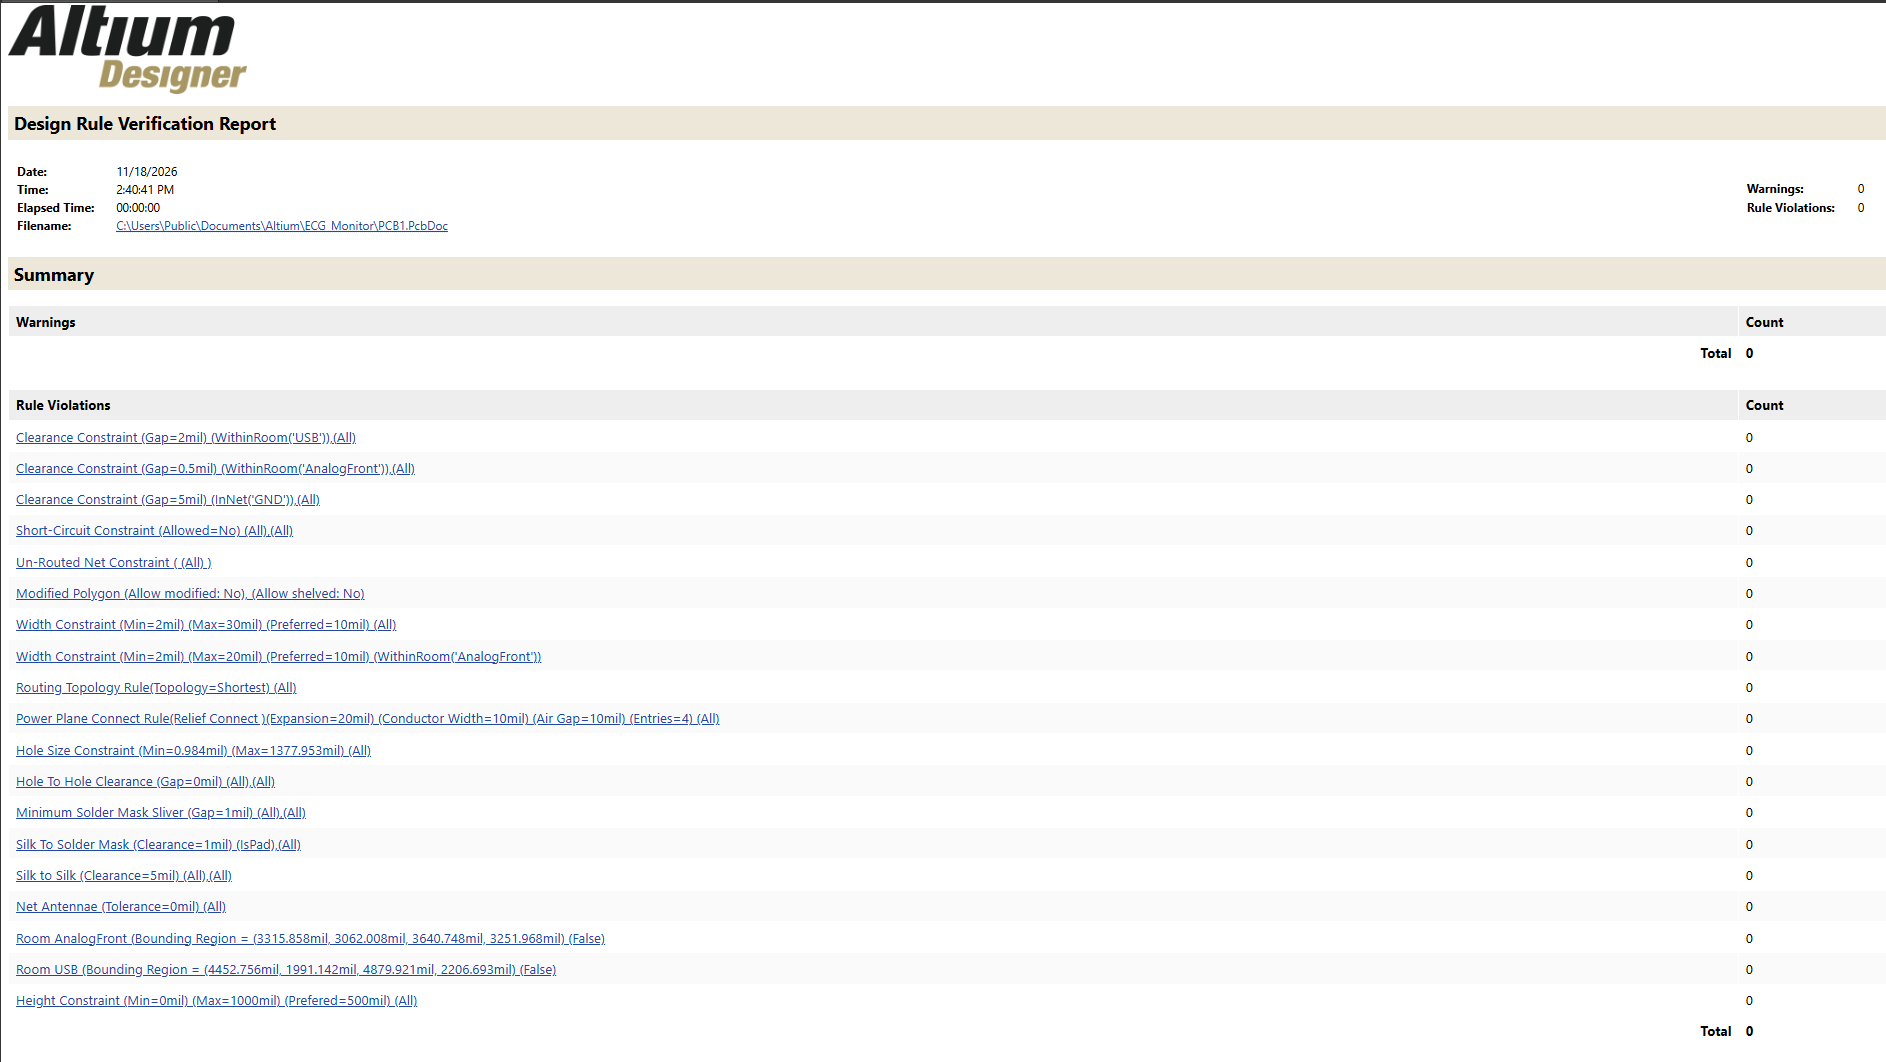 Altium
Designer
Design Rule Verification Report
Date: 11/18/2026
Time: 2:40:41 PM
Elapsed Time: 00:00:00
Filename: C:\Users\Public\Documents\Altium\ECG_Monitor\PCB1.PcbDoc
Warnings: 0
Rule Violations: 0
Summary
Warnings Count
Total 0
Rule Violations Count
Clearance Constraint (Gap=2mil) (WithinRoom('USB')),(All) 0
Clearance Constraint (Gap=0.5mil) (WithinRoom('AnalogFront')),(All) 0
Clearance Constraint (Gap=5mil) (InNet('GND')),(All) 0
Short-Circuit Constraint (Allowed=No) (All),(All) 0
Un-Routed Net Constraint ( (All) ) 0
Modified Polygon (Allow modified: No), (Allow shelved: No) 0
Width Constraint (Min=2mil) (Max=30mil) (Preferred=10mil) (All) 0
Width Constraint (Min=2mil) (Max=20mil) (Preferred=10mil) (WithinRoom('AnalogFront')) 0
Routing Topology Rule(Topology=Shortest) (All) 0
Power Plane Connect Rule(Relief Connect )(Expansion=20mil) (Conductor Width=10mil) (Air Gap=10mil) (Entries=4) (All) 0
Hole Size Constraint (Min=0.984mil) (Max=1377.953mil) (All) 0
Hole To Hole Clearance (Gap=0mil) (All),(All) 0
Minimum Solder Mask Sliver (Gap=1mil) (All),(All) 0
Silk To Solder Mask (Clearance=1mil) (IsPad),(All) 0
Silk to Silk (Clearance=5mil) (All),(All) 0
Net Antennae (Tolerance=0mil) (All) 0
Room AnalogFront (Bounding Region = (3315.858mil, 3062.008mil, 3640.748mil, 3251.968mil) (False) 0
Room USB (Bounding Region = (4452.756mil, 1991.142mil, 4879.921mil, 2206.693mil) (False) 0
Height Constraint (Min=0mil) (Max=1000mil) (Prefered=500mil) (All) 0
Total 0